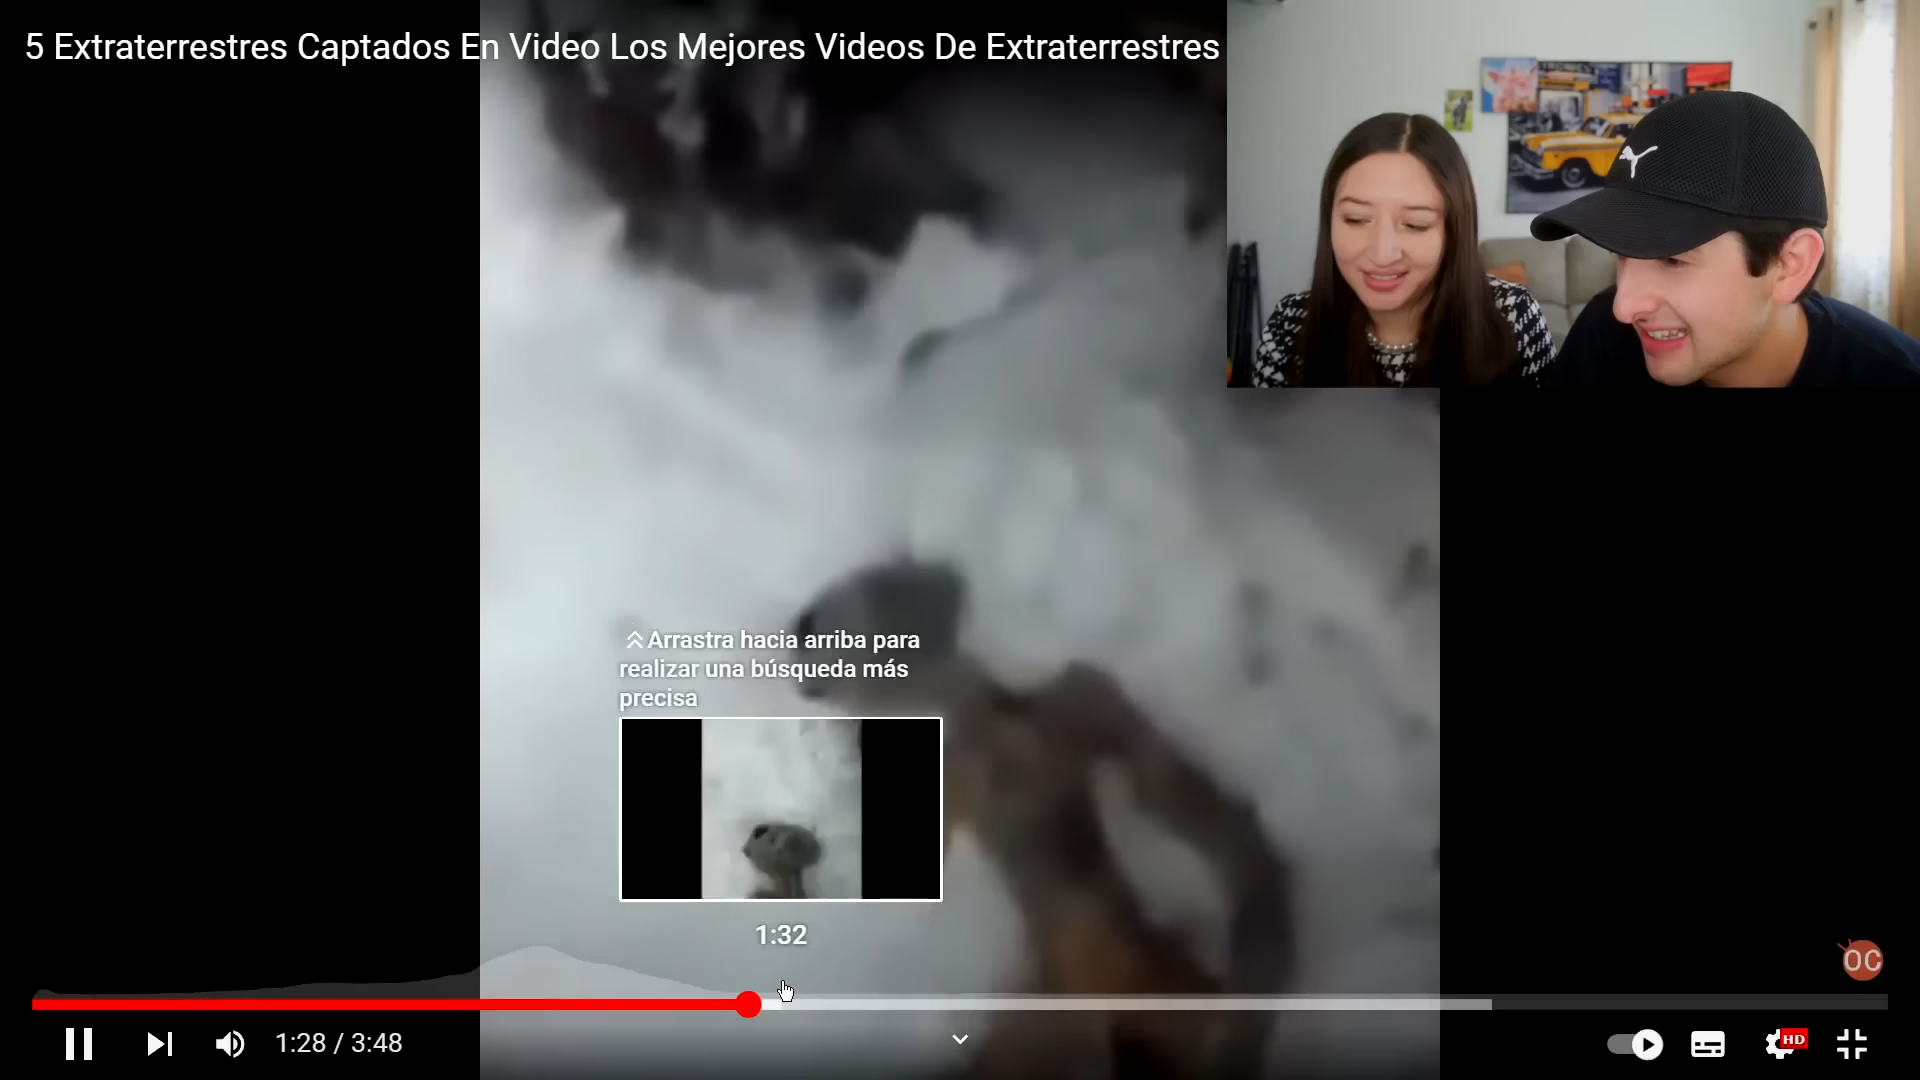 5 Extraterrestres Captados En Video Los Mejores Videos De Extraterrestres
Arrastra hacia arriba para
realizar una búsqueda más
precisa
1:32
OC
1:28 / 3:48
HD